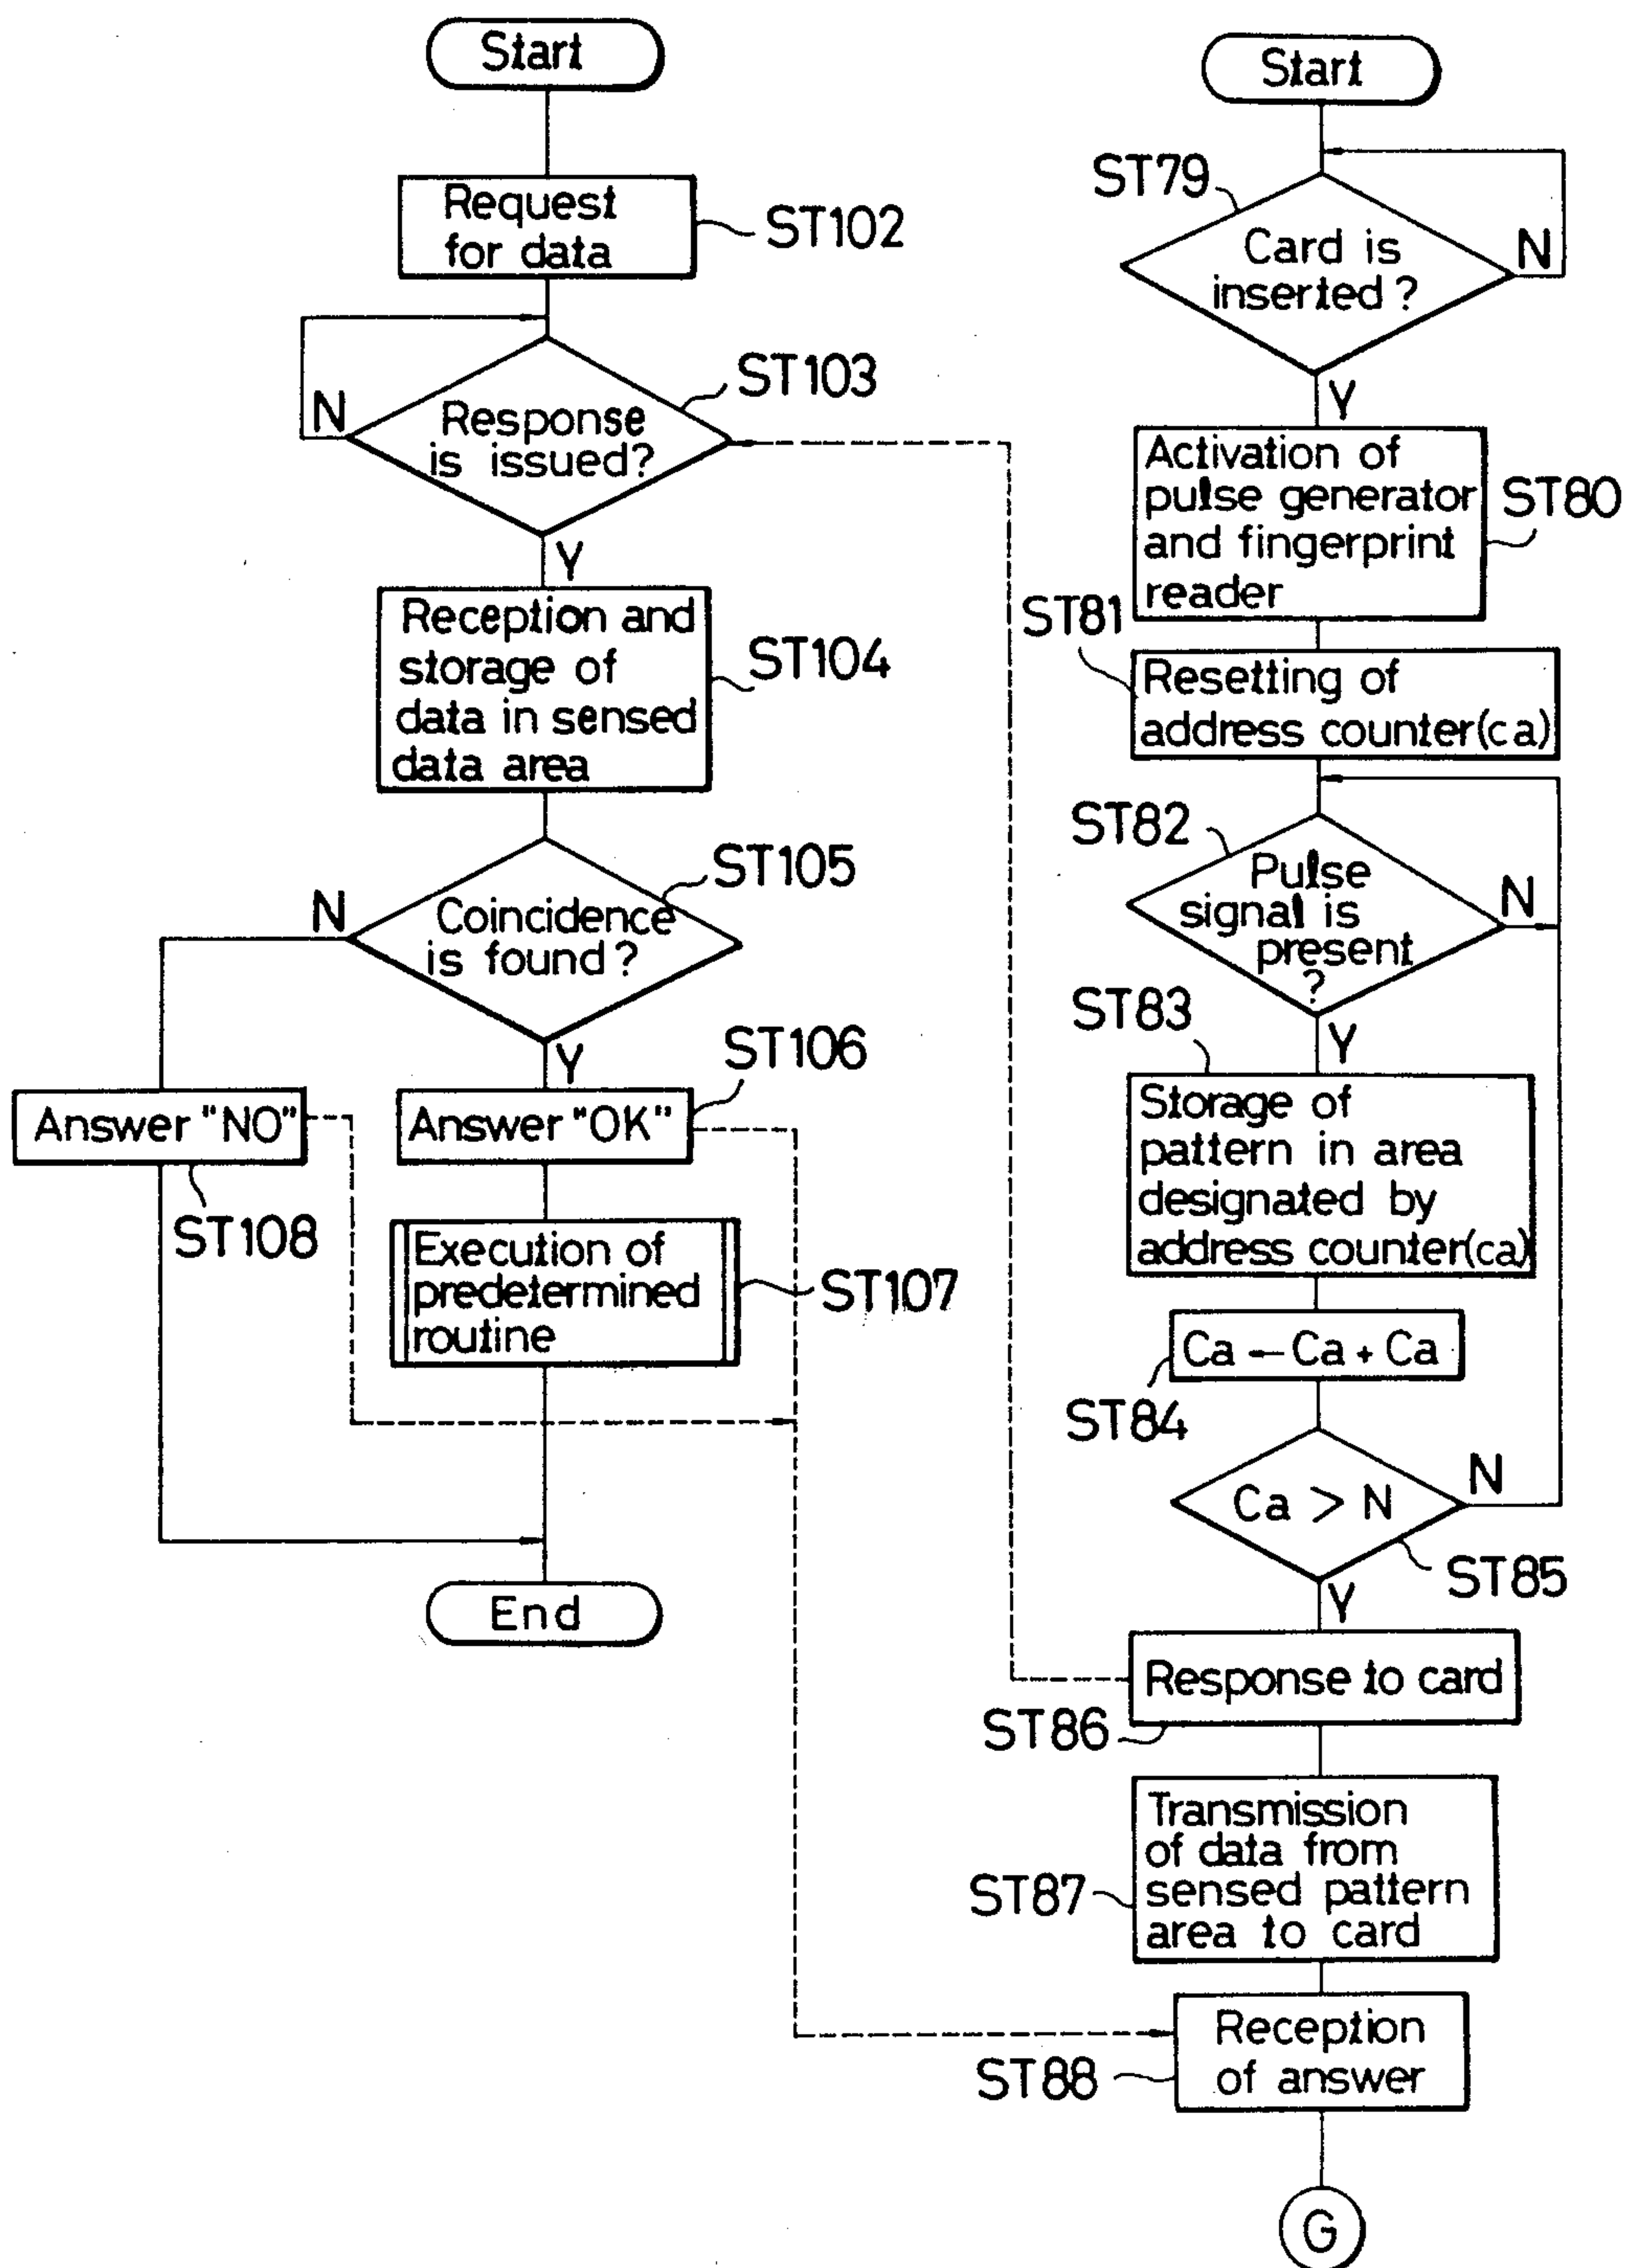 Start
Request
for data
ST102
N
Response
is issued?
ST103
Y
Reception and
storage of
data in sensed
data area
ST104
N
Coincidence
is found?
ST105
Y
ST106
Answer "NO"
Answer "OK"
ST108
Execution of
predetermined
routine
ST107
End
Start
ST79
Card is
inserted?
N
Y
Activation of
pulse generator
and fingerprint
reader
ST80
ST81
Resetting of
address counter(ca)
ST82
Pulse
signal is
present
?
N
ST83
Y
Storage of
pattern in area
designated by
address counter(ca)
Ca ← Ca + Ca
ST84
Ca > N
N
ST85
Y
Response to card
ST86
Transmission
of data from
sensed pattern
area to card
ST87
Reception
of answer
ST88
G